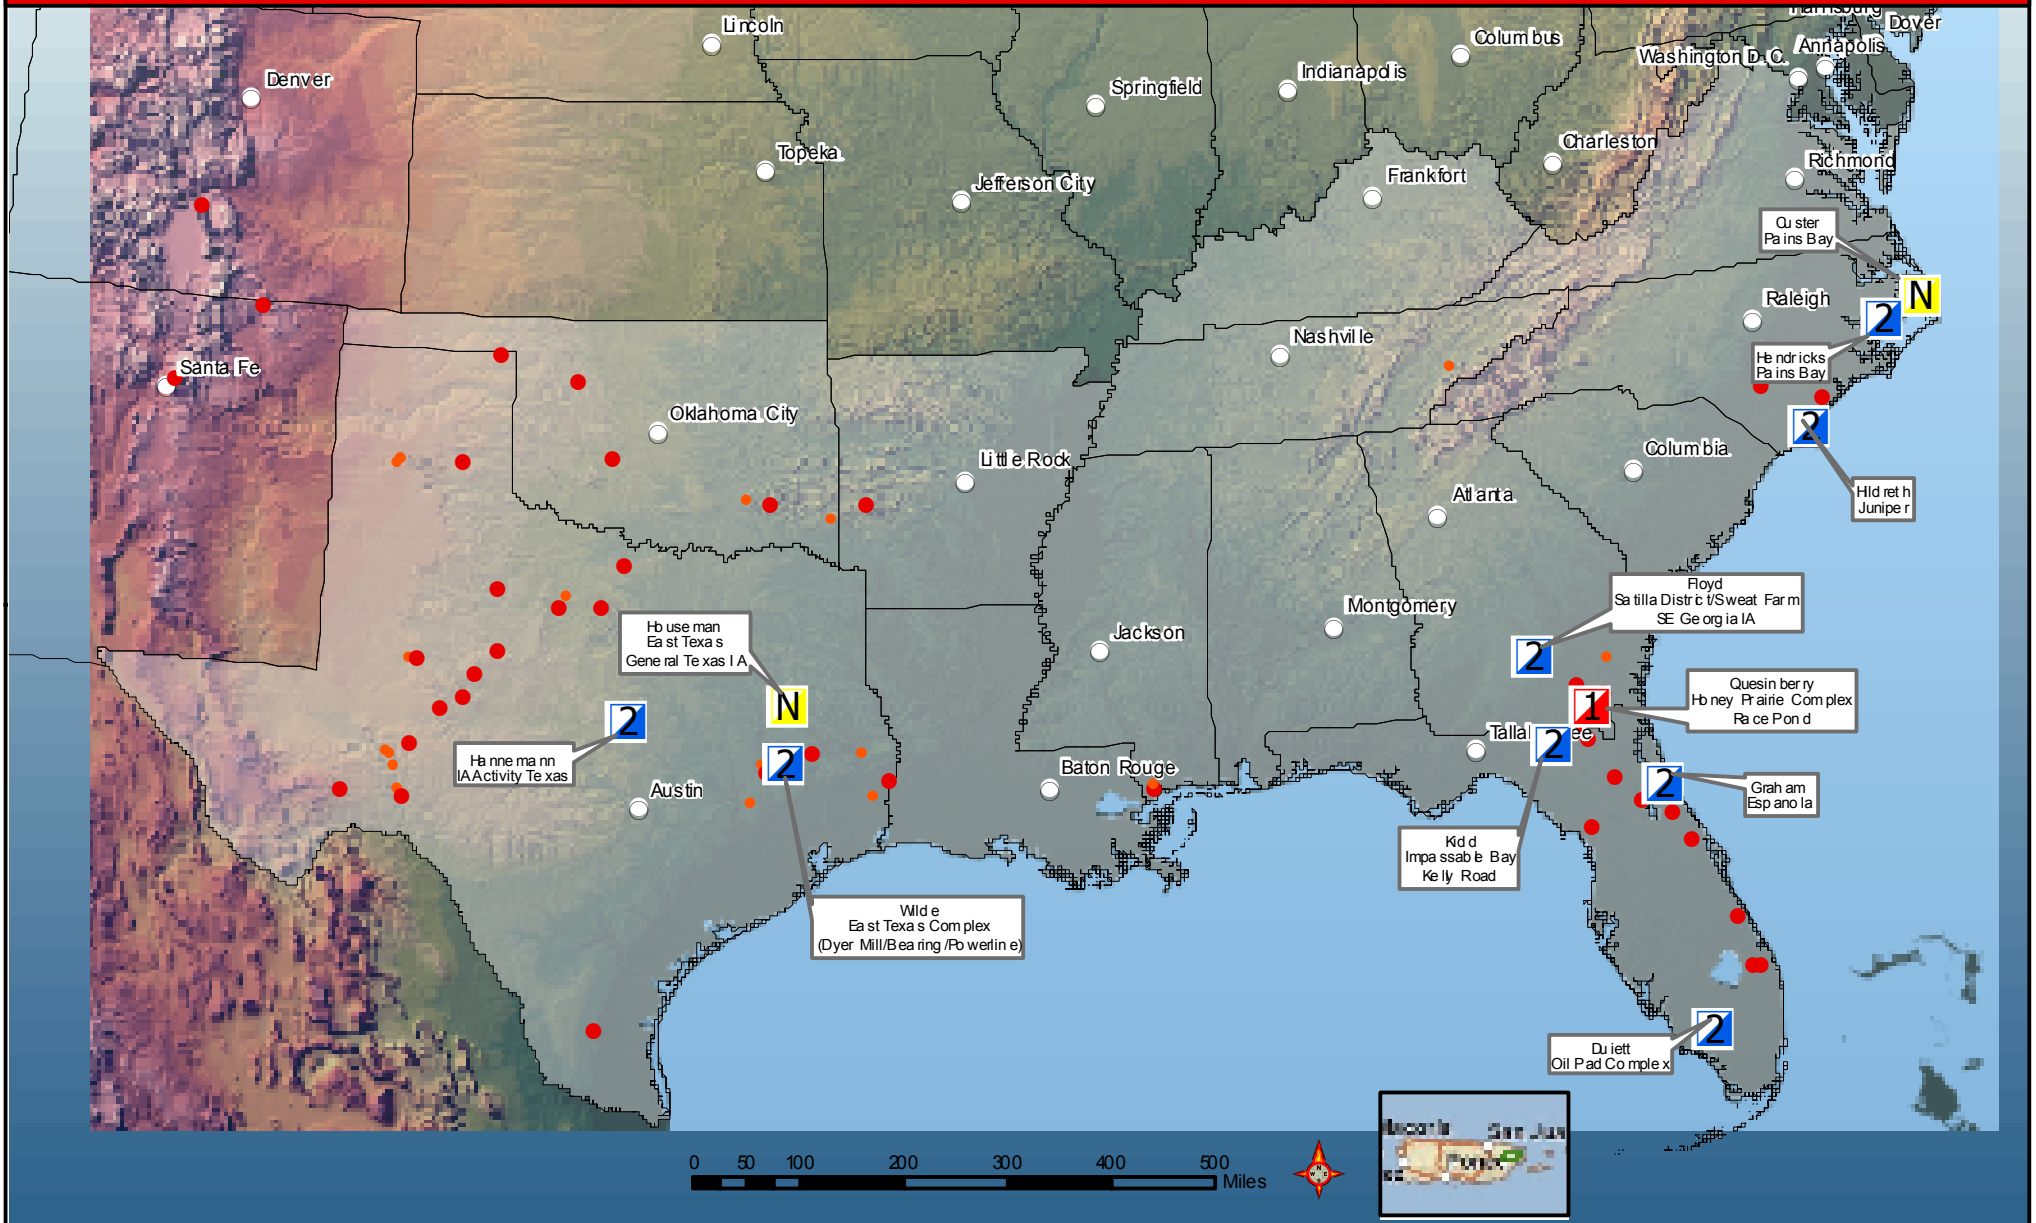 Harrisburg
Dover
Lincoln
Columbus
Annapolis
Washington D.C.
Denver
Indianapolis
Springfield
Charleston
Topeka
Richmond
Jefferson City
Frankfort
Custer
Pains Bay
N
Raleigh
2
Nashville
Hendricks
Pains Bay
Santa Fe
Oklahoma City
2
Columbia
Little Rock
Atlanta
Hildreth
Juniper
Floyd
Satilla District/Sweat Farm
SE Georgia IA
Montgomery
Houseman
East Texas
General Texas IA
Jackson
2
Quesinberry
Honey Prairie Complex
Race Pond
N
1
2
Tallahassee
2
Hannemann
IA Activity Texas
2
Baton Rouge
2
Graham
Espanola
Austin
Kidd
Impassable Bay
Kelly Road
Wilde
East Texas Complex
(Dyer Mill/Bearing/Powerline)
2
Duiett
Oil Pad Complex
San Jua
0 50 100 200 300 400 500
Miles
N
W E
S